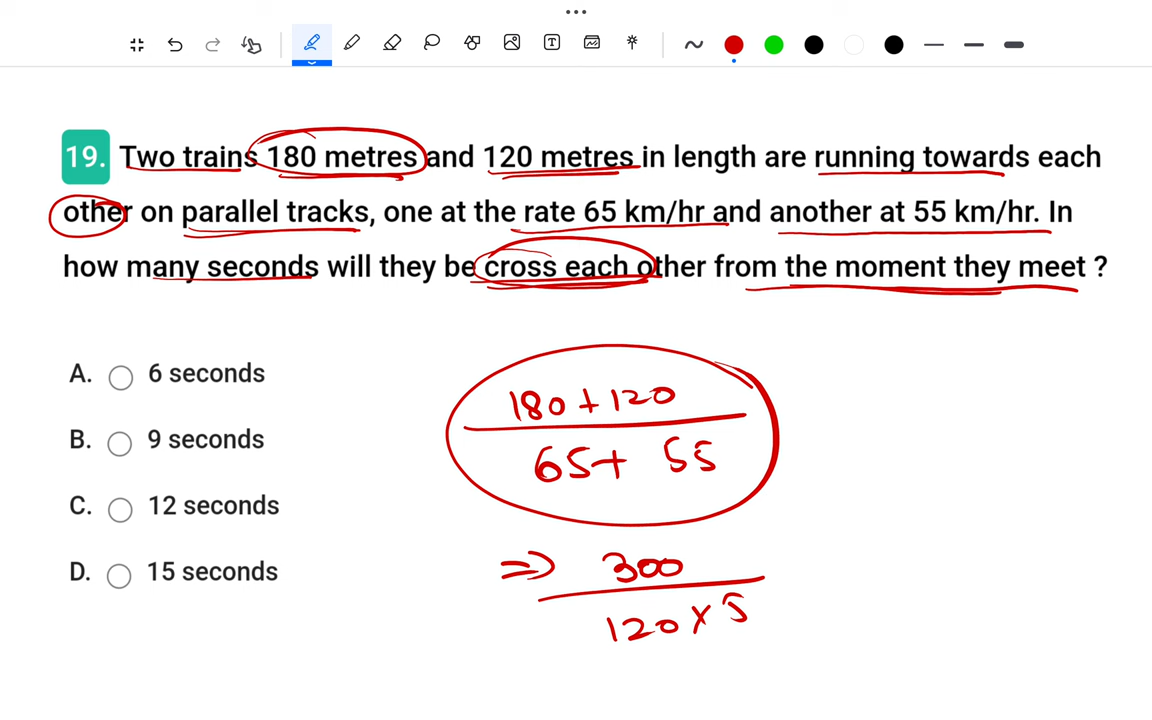 19. Two trains 180 metres and 120 metres in length are running towards each
other on parallel tracks, one at the rate 65 km/hr and another at 55 km/hr. In
how many seconds will they be cross each other from the moment they meet ?
A. 6 seconds
B. 9 seconds
C. 12 seconds
D. 15 seconds
180 + 120
65 + 55
⇒ 300
120 × 5